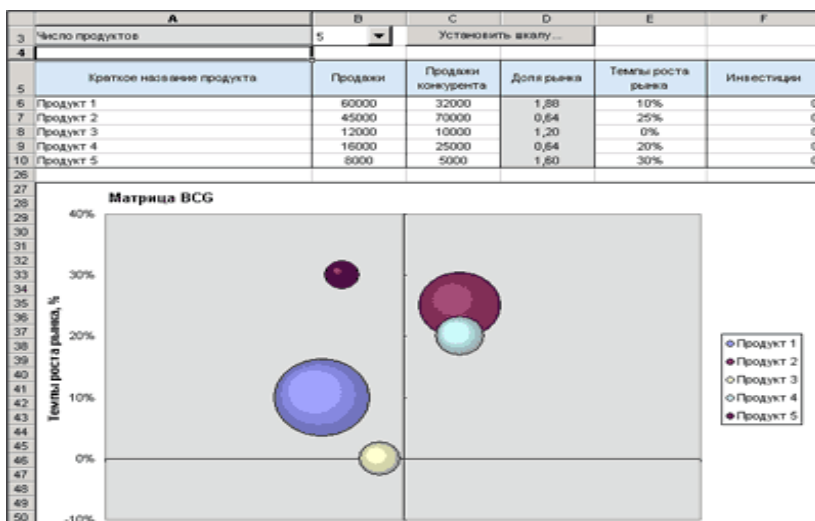 A B C D E F
3 Число продуктов 5 Установить шкалу...
4
5 Краткое название продукта Продажи Продажи конкурента Доля рынка Темпы роста рынка Инвестиции
6 Продукт 1 60000 32000 1,88 10% 0
7 Продукт 2 45000 70000 0,64 25% 0
8 Продукт 3 12000 10000 1,20 0% 0
9 Продукт 4 16000 25000 0,64 20% 0
10 Продукт 5 8000 5000 1,60 30% 0
26
27
28 Матрица BCG
29 40%
30
31
32
33 30%
34
35
36
37 20%
38
39
40
41 10%
42
43
44
45
46 0%
47
48
49
50 -10%
Темпы роста рынка, %
Продукт 1
Продукт 2
Продукт 3
Продукт 4
Продукт 5